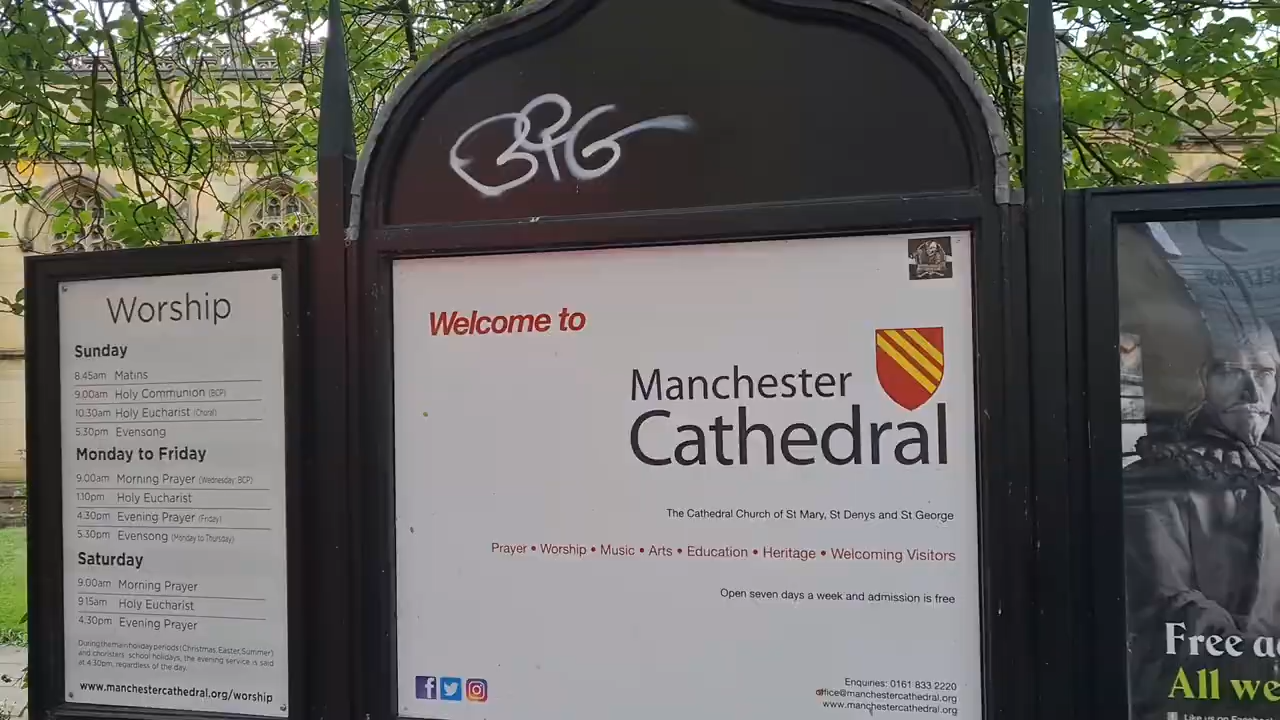 BIG
Worship
Sunday
8.45am Matins
9.00am Holy Communion (BCP)
10.30am Holy Eucharist (Choral)
5.30pm Evensong
Monday to Friday
9.00am Morning Prayer (Wednesday: BCP)
1.10pm Holy Eucharist
4.30pm Evening Prayer (Friday)
5.30pm Evensong (Monday to Thursday)
Saturday
9.00am Morning Prayer
9.15am Holy Eucharist
4.30pm Evening Prayer
During the main holiday periods (Christmas, Easter, Summer)
and choristers' school holidays, the evening service is said
at 4:30pm, regardless of the day.
www.manchestercathedral.org/worship
Welcome to
Manchester
Cathedral
The Cathedral Church of St Mary, St Denys and St George
Prayer • Worship • Music • Arts • Education • Heritage • Welcoming Visitors
Open seven days a week and admission is free
Enquiries: 0161 833 2220
office@manchestercathedral.org
www.manchestercathedral.org
Free a
All we
Like us on Facebo